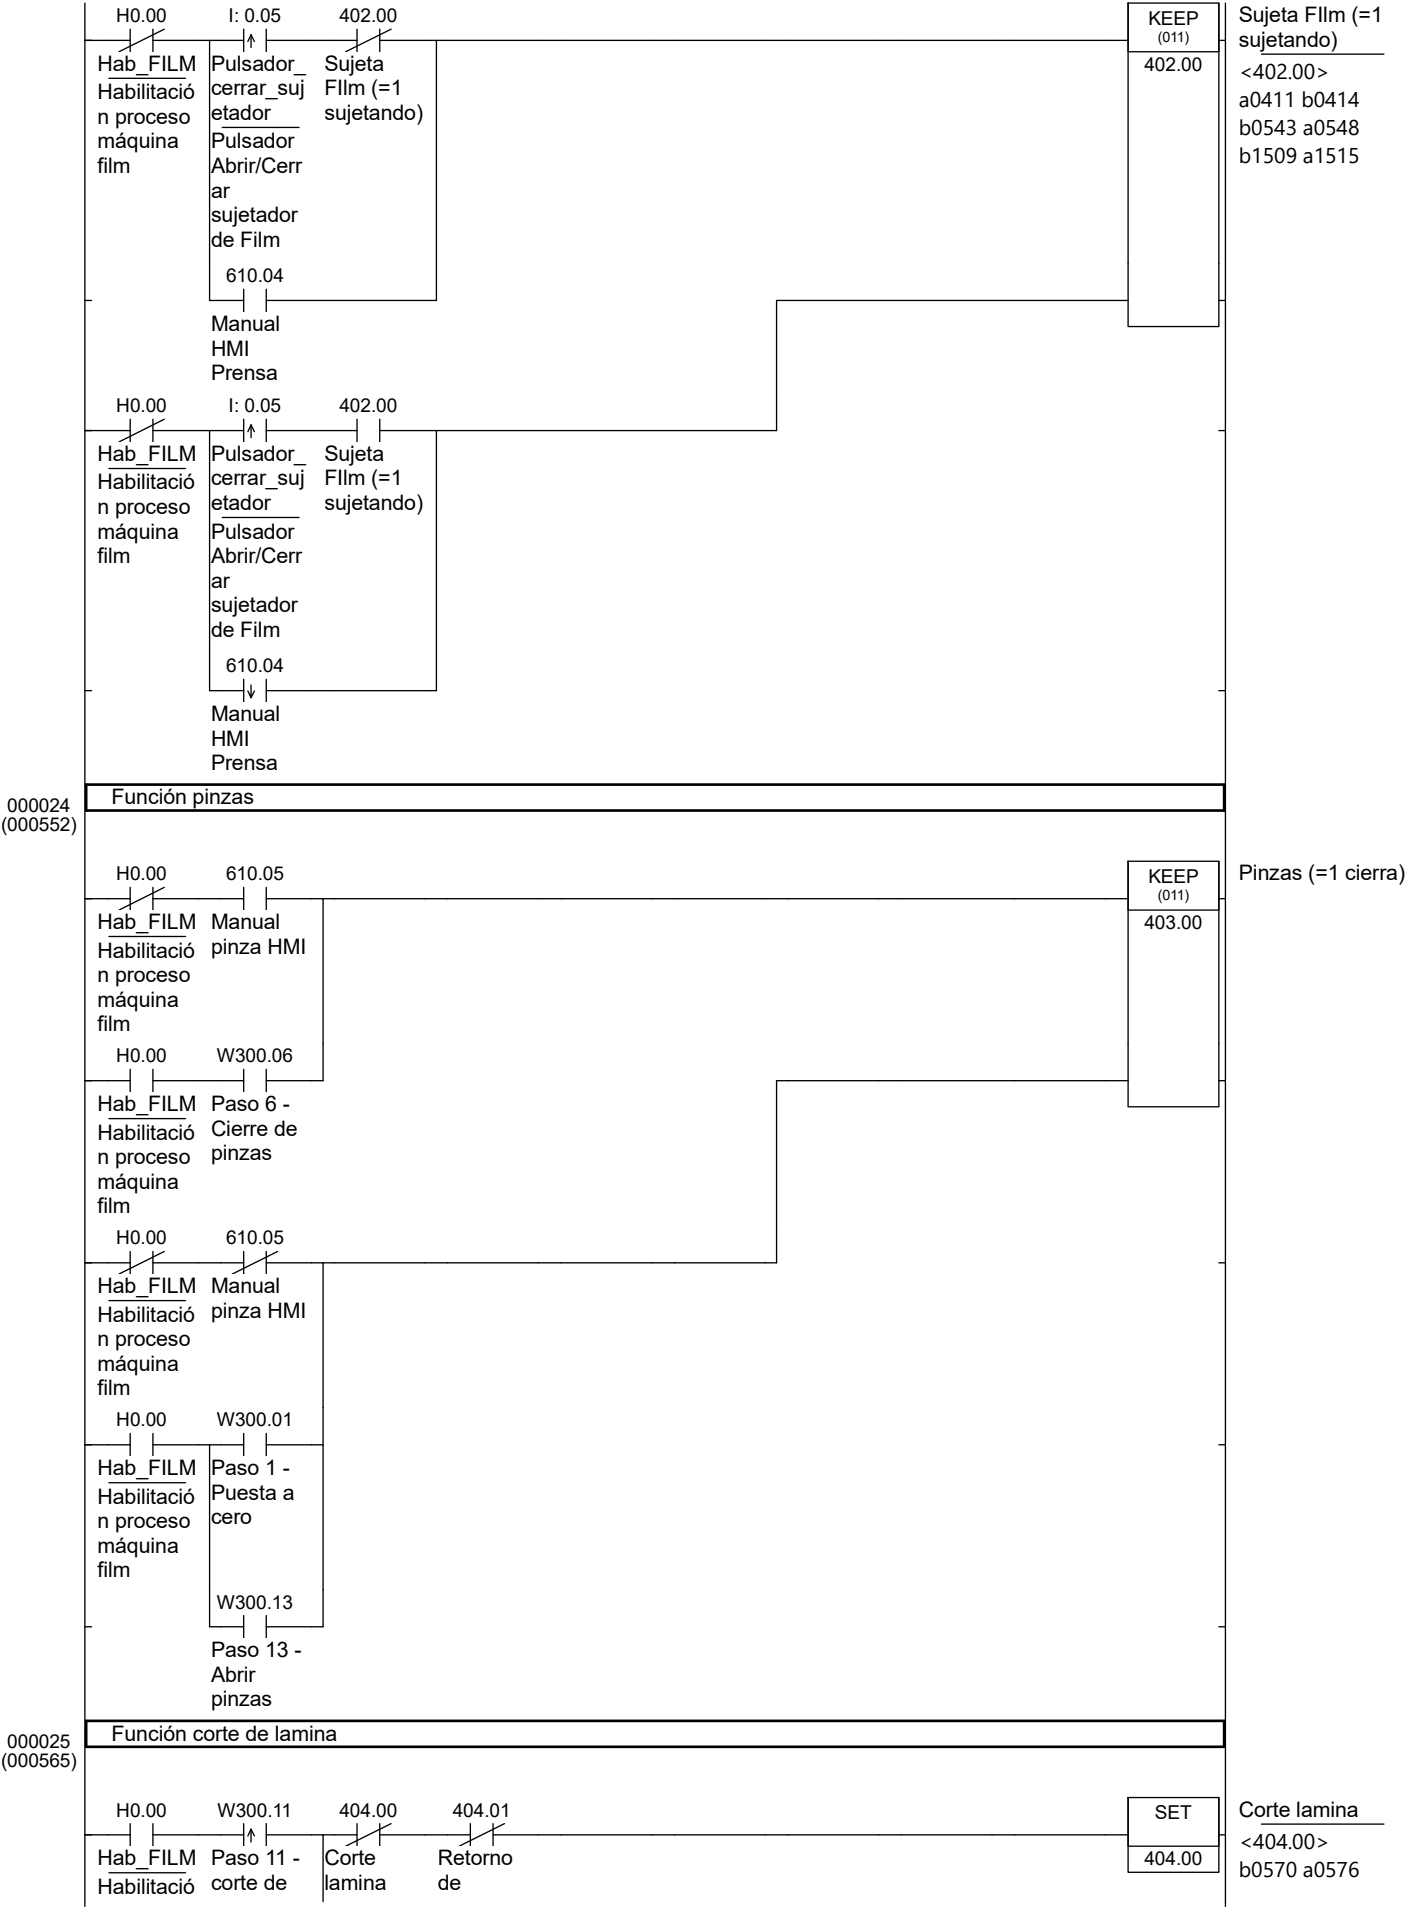 H0.00 I: 0.05 402.00 KEEP Sujeta FIlm (=1
(011) sujetando)
Hab_FILM Pulsador_ Sujeta 402.00 <402.00>
Habilitació cerrar_suj FIlm (=1 a0411 b0414
n proceso etador sujetando) b0543 a0548
máquina Pulsador b1509 a1515
film Abrir/Cerr
ar
sujetador
de Film
610.04
Manual
HMI
Prensa
H0.00 I: 0.05 402.00
Hab_FILM Pulsador_ Sujeta
Habilitació cerrar_suj FIlm (=1
n proceso etador sujetando)
máquina Pulsador
film Abrir/Cerr
ar
sujetador
de Film
610.04
Manual
HMI
Prensa
000024 Función pinzas
(000552)
H0.00 610.05 KEEP Pinzas (=1 cierra)
(011)
Hab_FILM Manual 403.00
Habilitació pinza HMI
n proceso
máquina
film
H0.00 W300.06
Hab_FILM Paso 6 -
Habilitació Cierre de
n proceso pinzas
máquina
film
H0.00 610.05
Hab_FILM Manual
Habilitació pinza HMI
n proceso
máquina
film
H0.00 W300.01
Hab_FILM Paso 1 -
Habilitació Puesta a
n proceso cero
máquina
film
W300.13
Paso 13 -
Abrir
pinzas
000025 Función corte de lamina
(000565)
H0.00 W300.11 404.00 404.01 SET Corte lamina
Hab_FILM Paso 11 - Corte Retorno 404.00 <404.00>
Habilitació corte de lamina de b0570 a0576